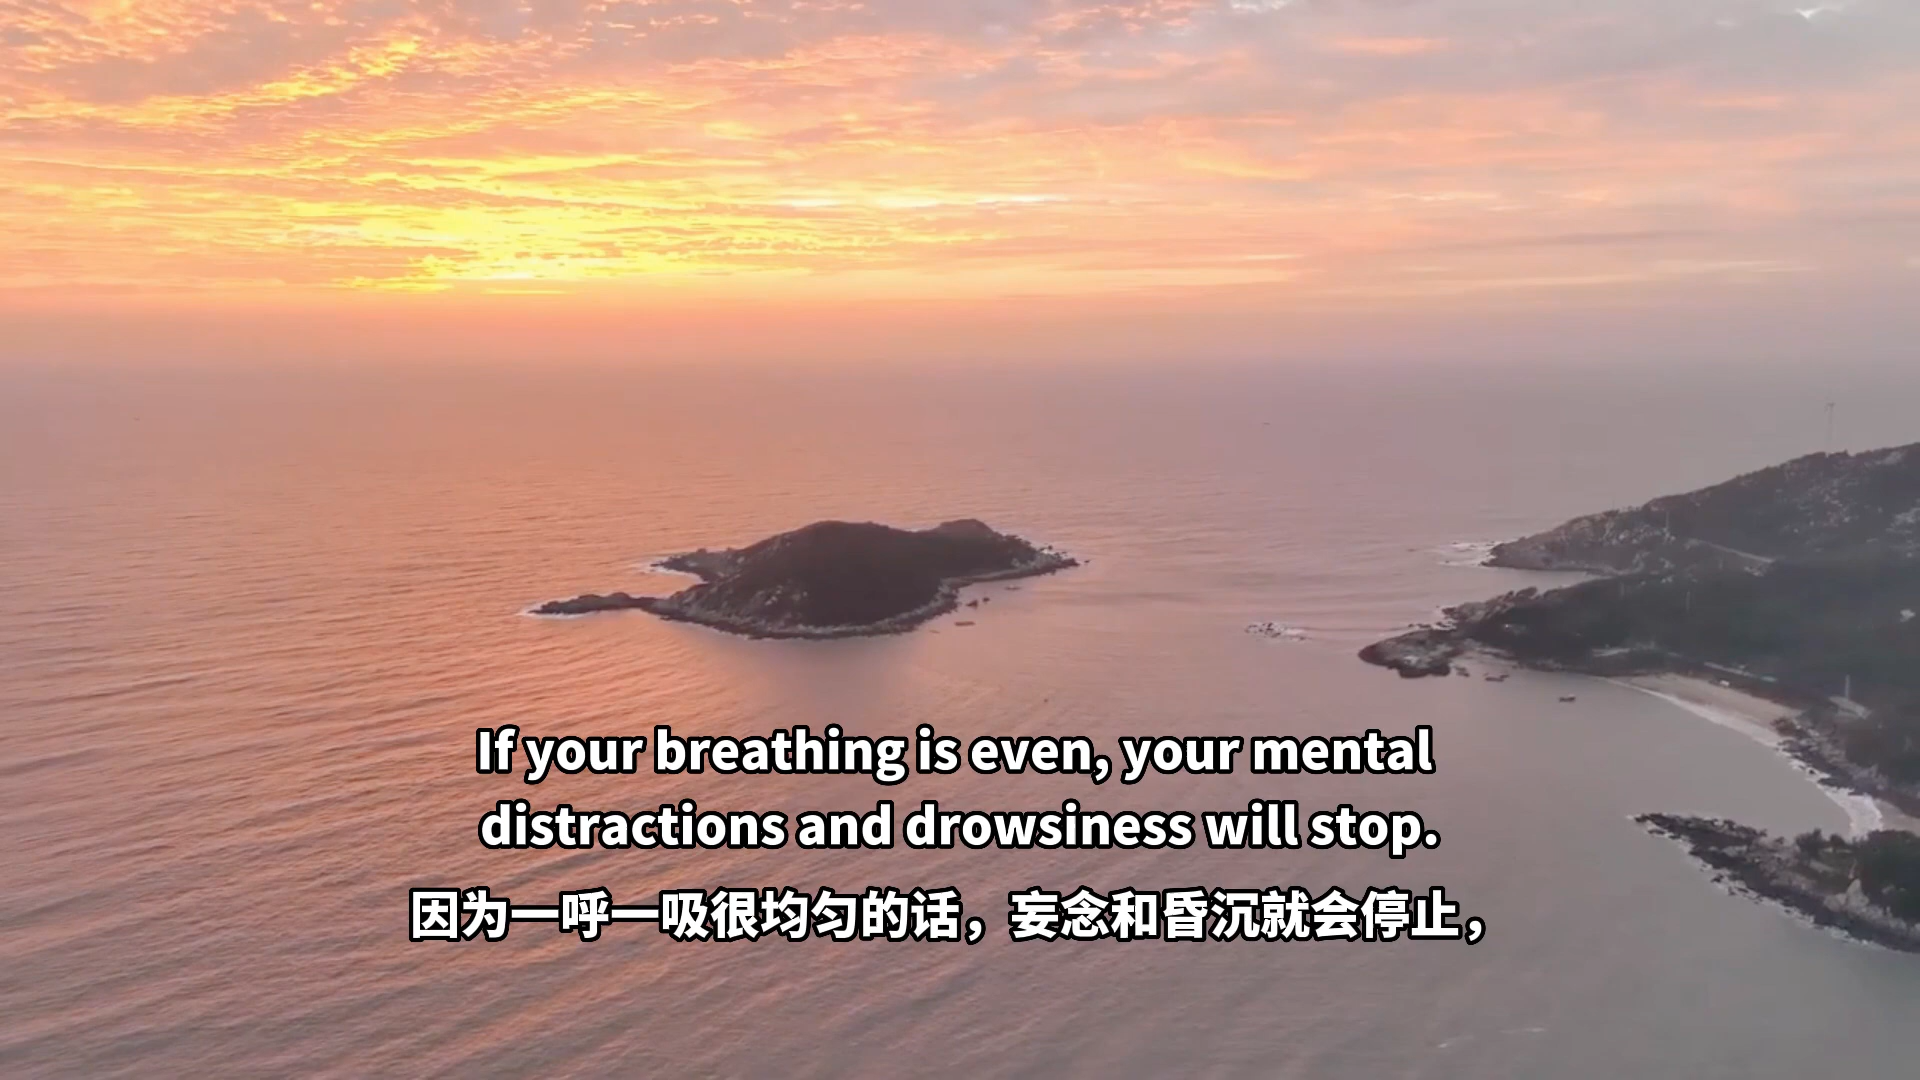 If your breathing is even, your mental
distractions and drowsiness will stop.
因为一呼一吸很均匀的话，妄念和昏沉就会停止，